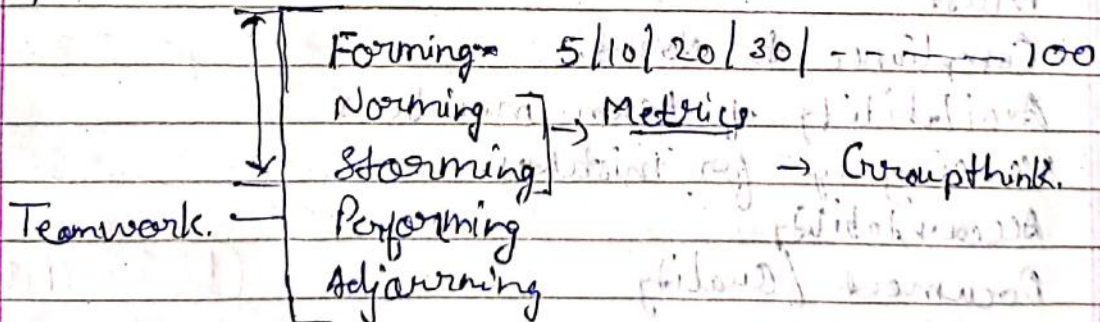 Forming- 5/10/20/30/ - - - - 100
Norming
Storming → Metrics
→ Groupthink.
Teamwork. Performing
Adjourning